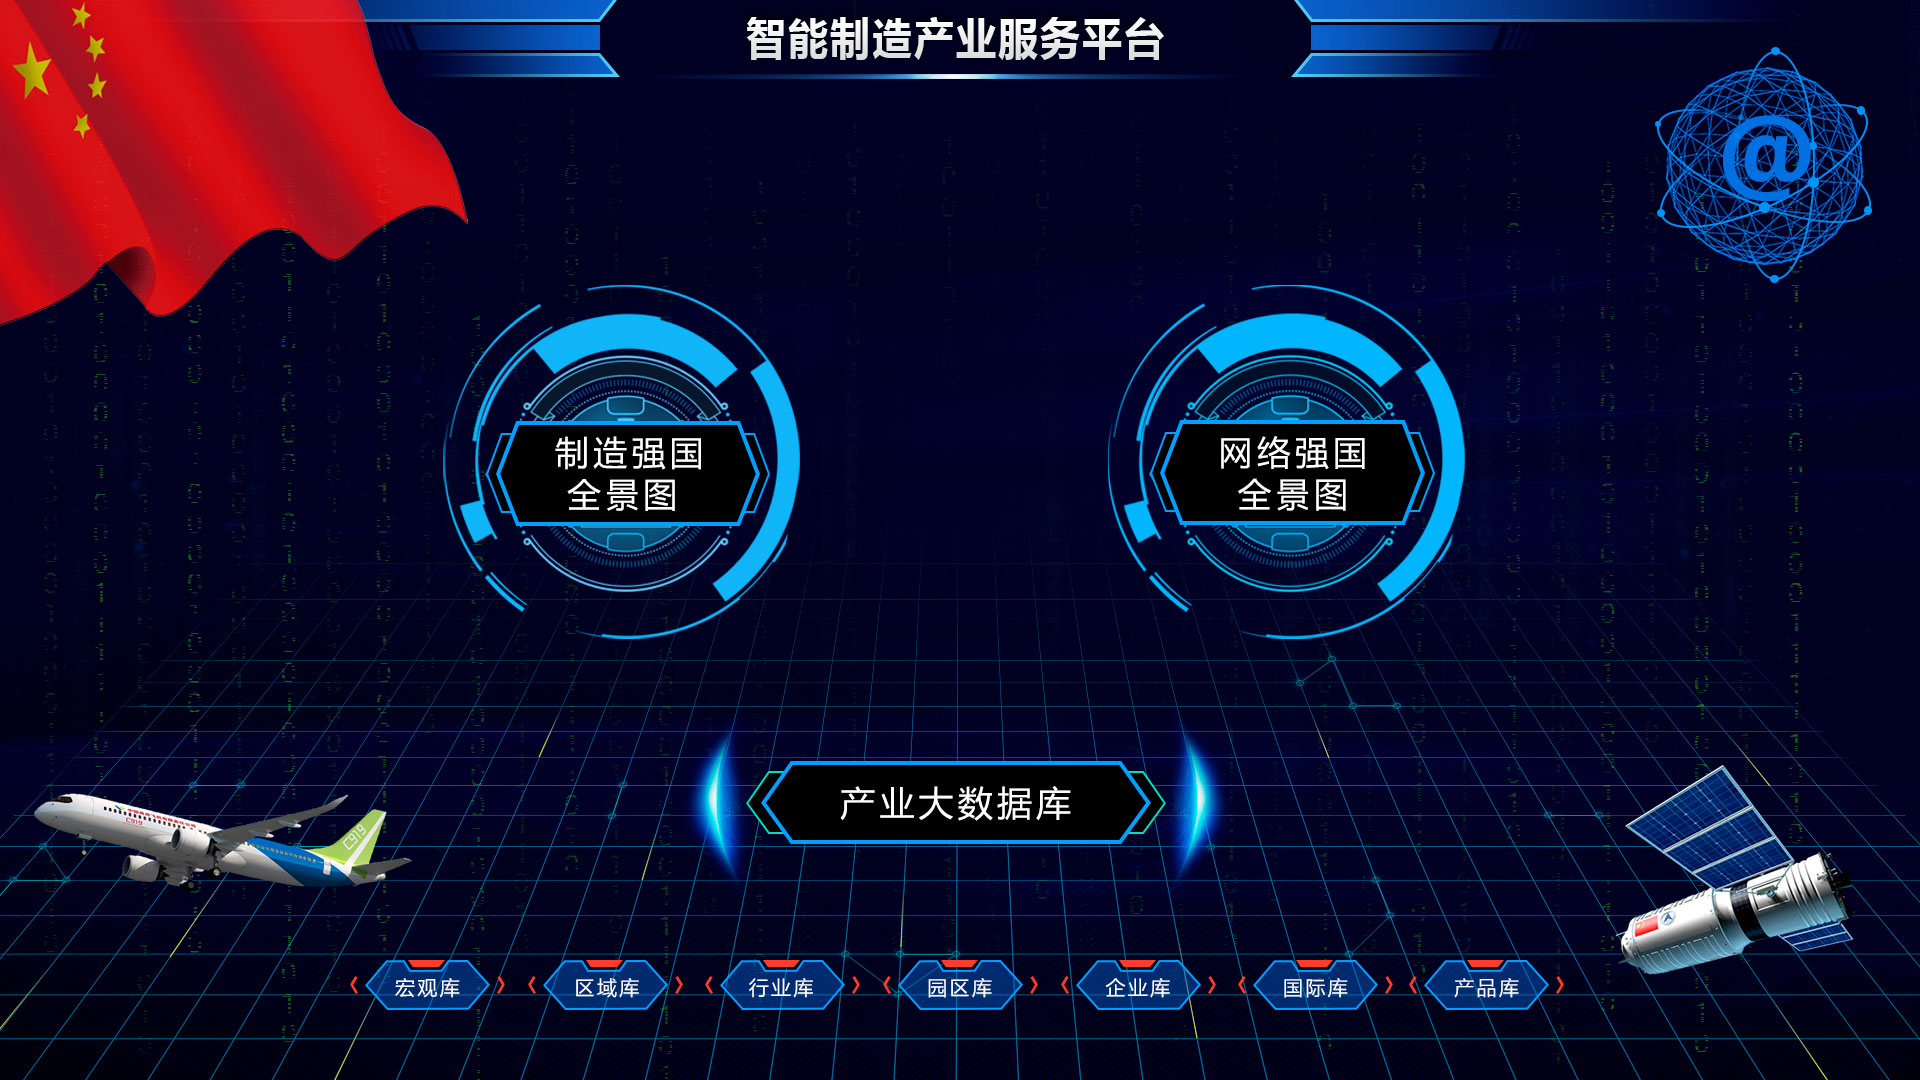 智能制造产业服务平台
@
制造强国
全景图
网络强国
全景图
产业大数据库
C919
C919
宏观库
区域库
行业库
园区库
企业库
国际库
产品库